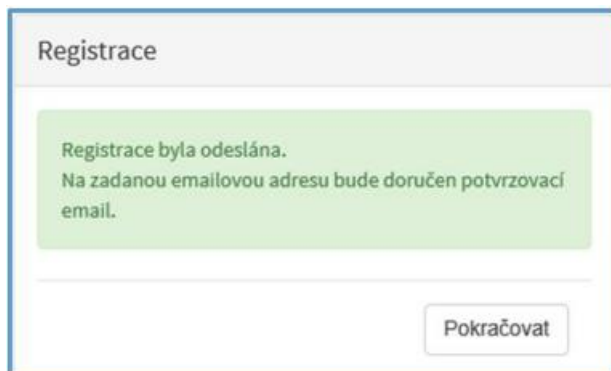 Registrace
Registrace byla odeslána.
Na zadanou emailovou adresu bude doručen potvrzovací
email.
Pokračovat